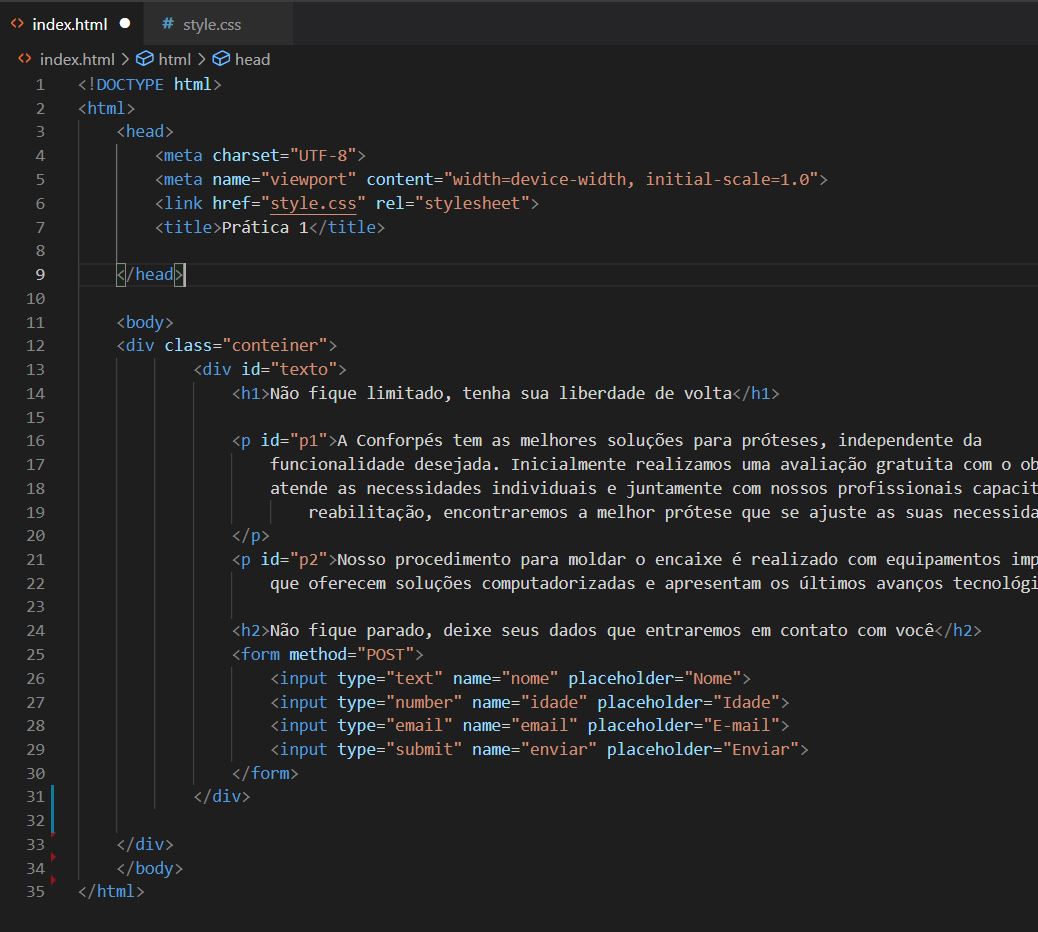 index.html
style.css
index.html > html > head
1 <!DOCTYPE html>
2 <html>
3 <head>
4 <meta charset="UTF-8">
5 <meta name="viewport" content="width=device-width, initial-scale=1.0">
6 <link href="style.css" rel="stylesheet">
7 <title>Prática 1</title>
8
9 </head>
10
11 <body>
12 <div class="conteiner">
13 <div id="texto">
14 <h1>Não fique limitado, tenha sua liberdade de volta</h1>
15
16 <p id="p1">A Conforpés tem as melhores soluções para próteses, independente da
17 funcionalidade desejada. Inicialmente realizamos uma avaliação gratuita com o ob
18 atende as necessidades individuais e juntamente com nossos profissionais capacit
19 reabilitação, encontraremos a melhor prótese que se ajuste as suas necessida
20 </p>
21 <p id="p2">Nosso procedimento para moldar o encaixe é realizado com equipamentos imp
22 que oferecem soluções computadorizadas e apresentam os últimos avanços tecnológi
23
24 <h2>Não fique parado, deixe seus dados que entraremos em contato com você</h2>
25 <form method="POST">
26 <input type="text" name="nome" placeholder="Nome">
27 <input type="number" name="idade" placeholder="Idade">
28 <input type="email" name="email" placeholder="E-mail">
29 <input type="submit" name="enviar" placeholder="Enviar">
30 </form>
31 </div>
32
33 </div>
34 </body>
35 </html>